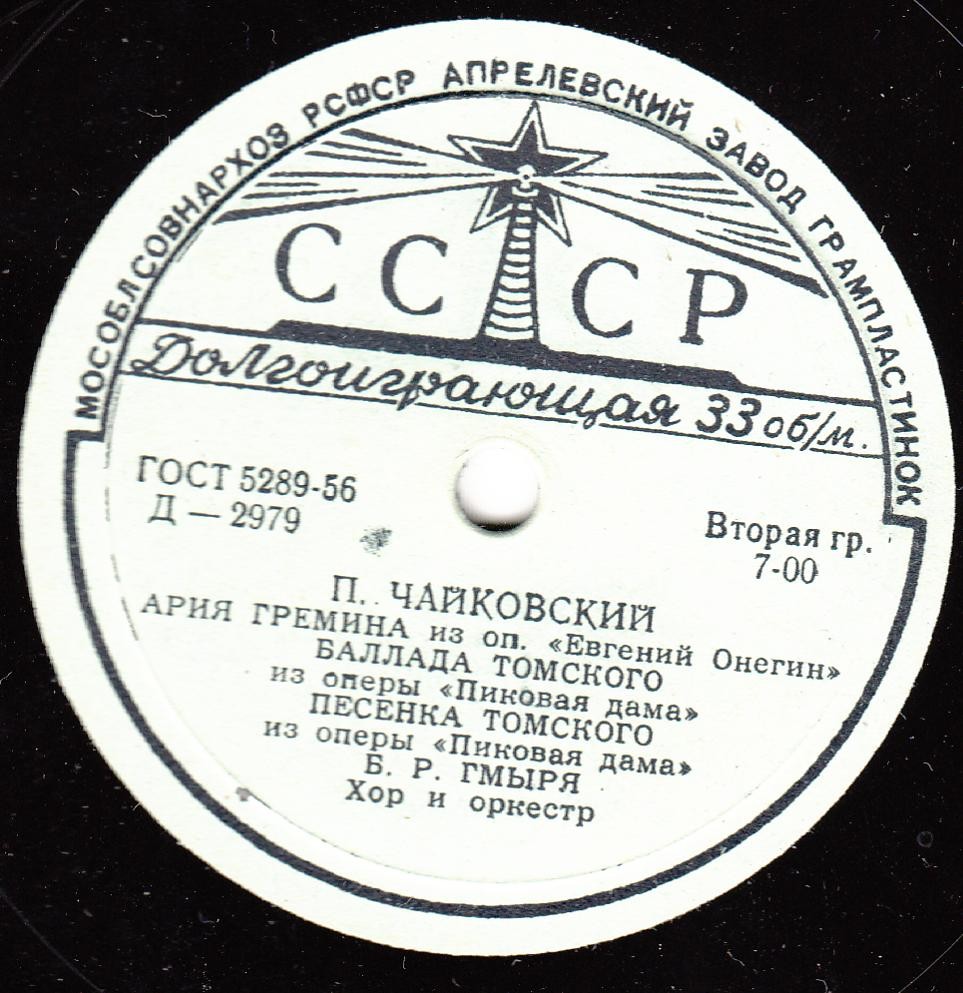 МОСОБЛСОВНАРХОЗ РСФСР АПРЕЛЕВСКИЙ ЗАВОД ГРАМПЛАСТИНОК
СССР
Долгоиграющая 33 об/м.
ГОСТ 5289-56
Д — 2979
Вторая гр.
7-00
П. ЧАЙКОВСКИЙ
АРИЯ ГРЕМИНА из оп. «Евгений Онегин»
БАЛЛАДА ТОМСКОГО
из оперы «Пиковая дама»
ПЕСЕНКА ТОМСКОГО
из оперы «Пиковая дама»
Б. Р. ГМЫРЯ
Хор и оркестр